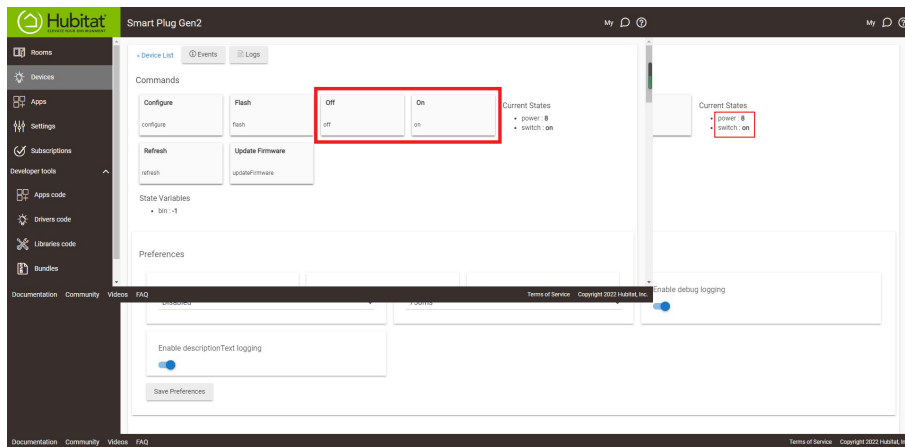 Hubitat
ELEVATE YOUR ENVIRONMENT
Smart Plug Gen2
My
My
Rooms
Devices
Apps
Settings
Subscriptions
Developer tools
Apps code
Drivers code
Libraries code
Bundles
« Device List
Events
Logs
Commands
Configure
configure
Flash
flash
Off
off
On
on
Current States
power : 8
switch : on
Current States
power : 8
switch : on
Refresh
refresh
Update Firmware
updateFirmware
State Variables
bin : -1
Preferences
Documentation Community Videos FAQ
Terms of Service Copyright 2022 Hubitat, Inc.
Disabled
750ms
Enable debug logging
Enable descriptionText logging
Save Preferences
Documentation Community Videos FAQ
Terms of Service Copyright 2022 Hubitat,